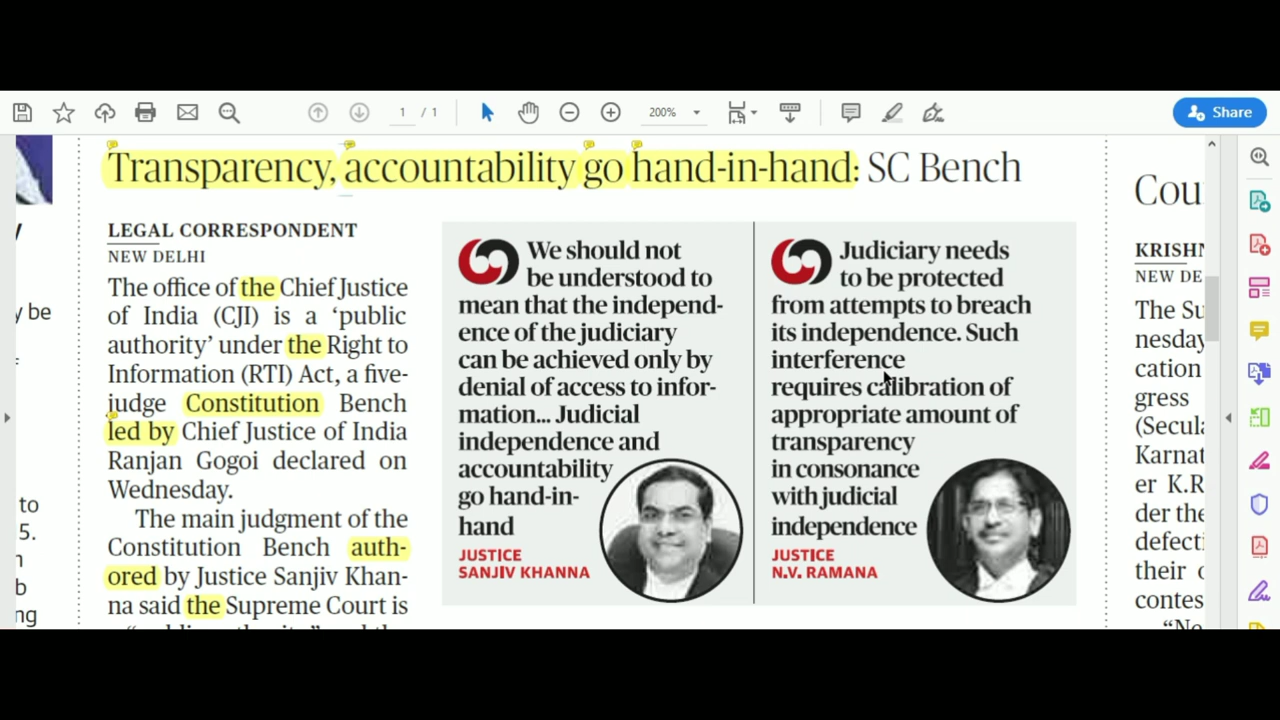 1 / 1
200%
Share
Transparency, accountability go hand-in-hand: SC Bench
LEGAL CORRESPONDENT
NEW DELHI
The office of the Chief Justice
of India (CJI) is a ‘public
authority’ under the Right to
Information (RTI) Act, a five-
judge Constitution Bench
led by Chief Justice of India
Ranjan Gogoi declared on
Wednesday.
The main judgment of the
Constitution Bench auth-
ored by Justice Sanjiv Khan-
na said the Supreme Court is
We should not
be understood to
mean that the independ-
ence of the judiciary
can be achieved only by
denial of access to infor-
mation... Judicial
independence and
accountability
go hand-in-
hand
JUSTICE
SANJIV KHANNA
Judiciary needs
to be protected
from attempts to breach
its independence. Such
interference
requires calibration of
appropriate amount of
transparency
in consonance
with judicial
independence
JUSTICE
N.V. RAMANA
y be
to
5.
b
ng
Cou
KRISHN
NEW DE
The Su
nesday
cation
gress
(Secula
Karnat
er K.R
der the
defecti
their
contes
“No